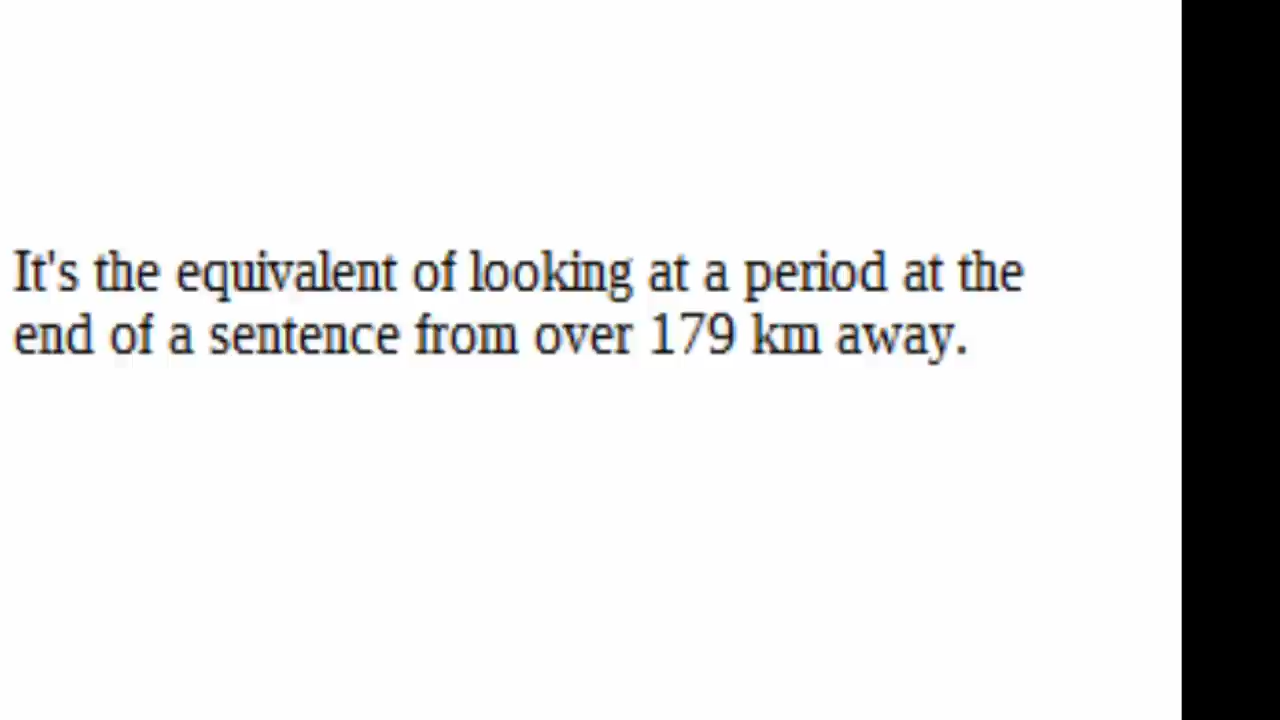 It's the equivalent of looking at a period at the
end of a sentence from over 179 km away.